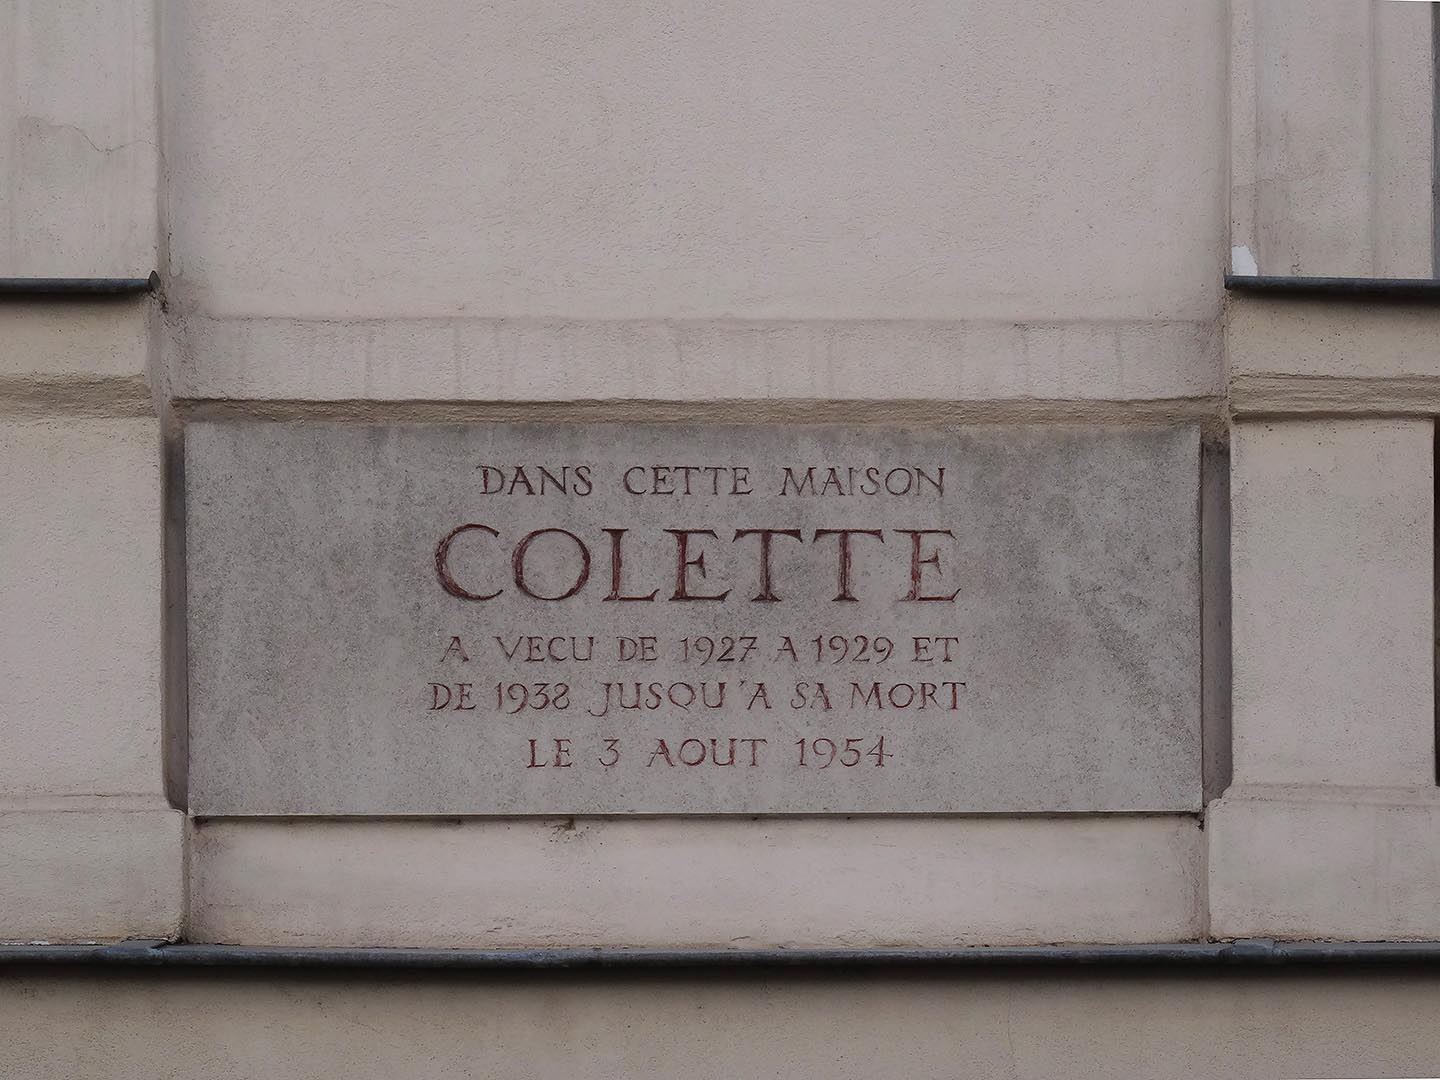 DANS CETTE MAISON
COLETTE
A VECU DE 1927 A 1929 ET
DE 1938 JUSQU'A SA MORT
LE 3 AOUT 1954